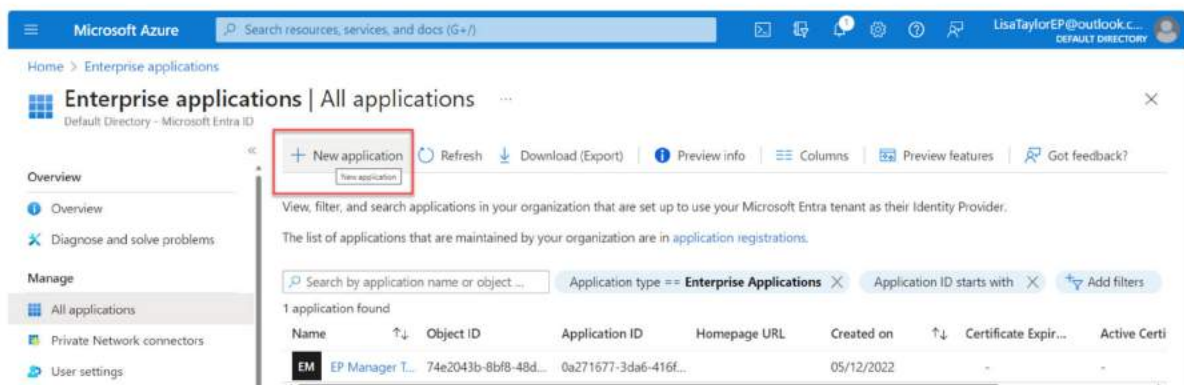 Microsoft Azure
Search resources, services, and docs (G+/)
1
LisaTaylorEP@outlook.c...
DEFAULT DIRECTORY
Home > Enterprise applications
Enterprise applications | All applications ...
Default Directory - Microsoft Entra ID
New application
Refresh
Download (Export)
Preview info
Columns
Preview features
Got feedback?
New application
Overview
Overview
Diagnose and solve problems
Manage
All applications
Private Network connectors
User settings
View, filter, and search applications in your organization that are set up to use your Microsoft Entra tenant as their Identity Provider.
The list of applications that are maintained by your organization are in application registrations.
Search by application name or object ...
Application type == Enterprise Applications
Application ID starts with
Add filters
1 application found
Name Object ID Application ID Homepage URL Created on Certificate Expir... Active Certi
EM EP Manager T... 74e2043b-8bf8-48d... 0a271677-3da6-416f... 05/12/2022 - -